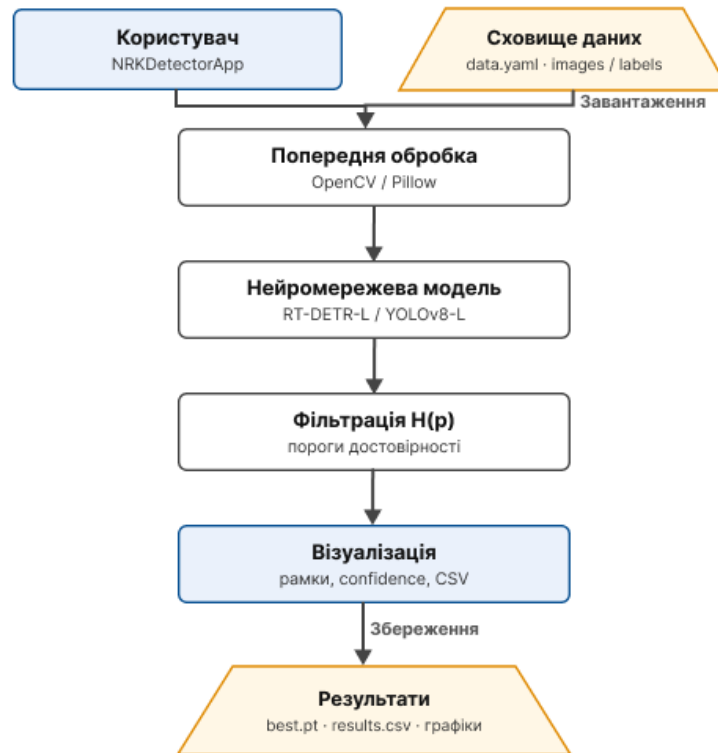 Користувач
NRKDetectorApp
Сховище даних
data.yaml · images / labels
Завантаження
Попередня обробка
OpenCV / Pillow
Нейромережева модель
RT-DETR-L / YOLOv8-L
Фільтрація H(p)
пороги достовірності
Візуалізація
рамки, confidence, CSV
Збереження
Результати
best.pt · results.csv · графіки